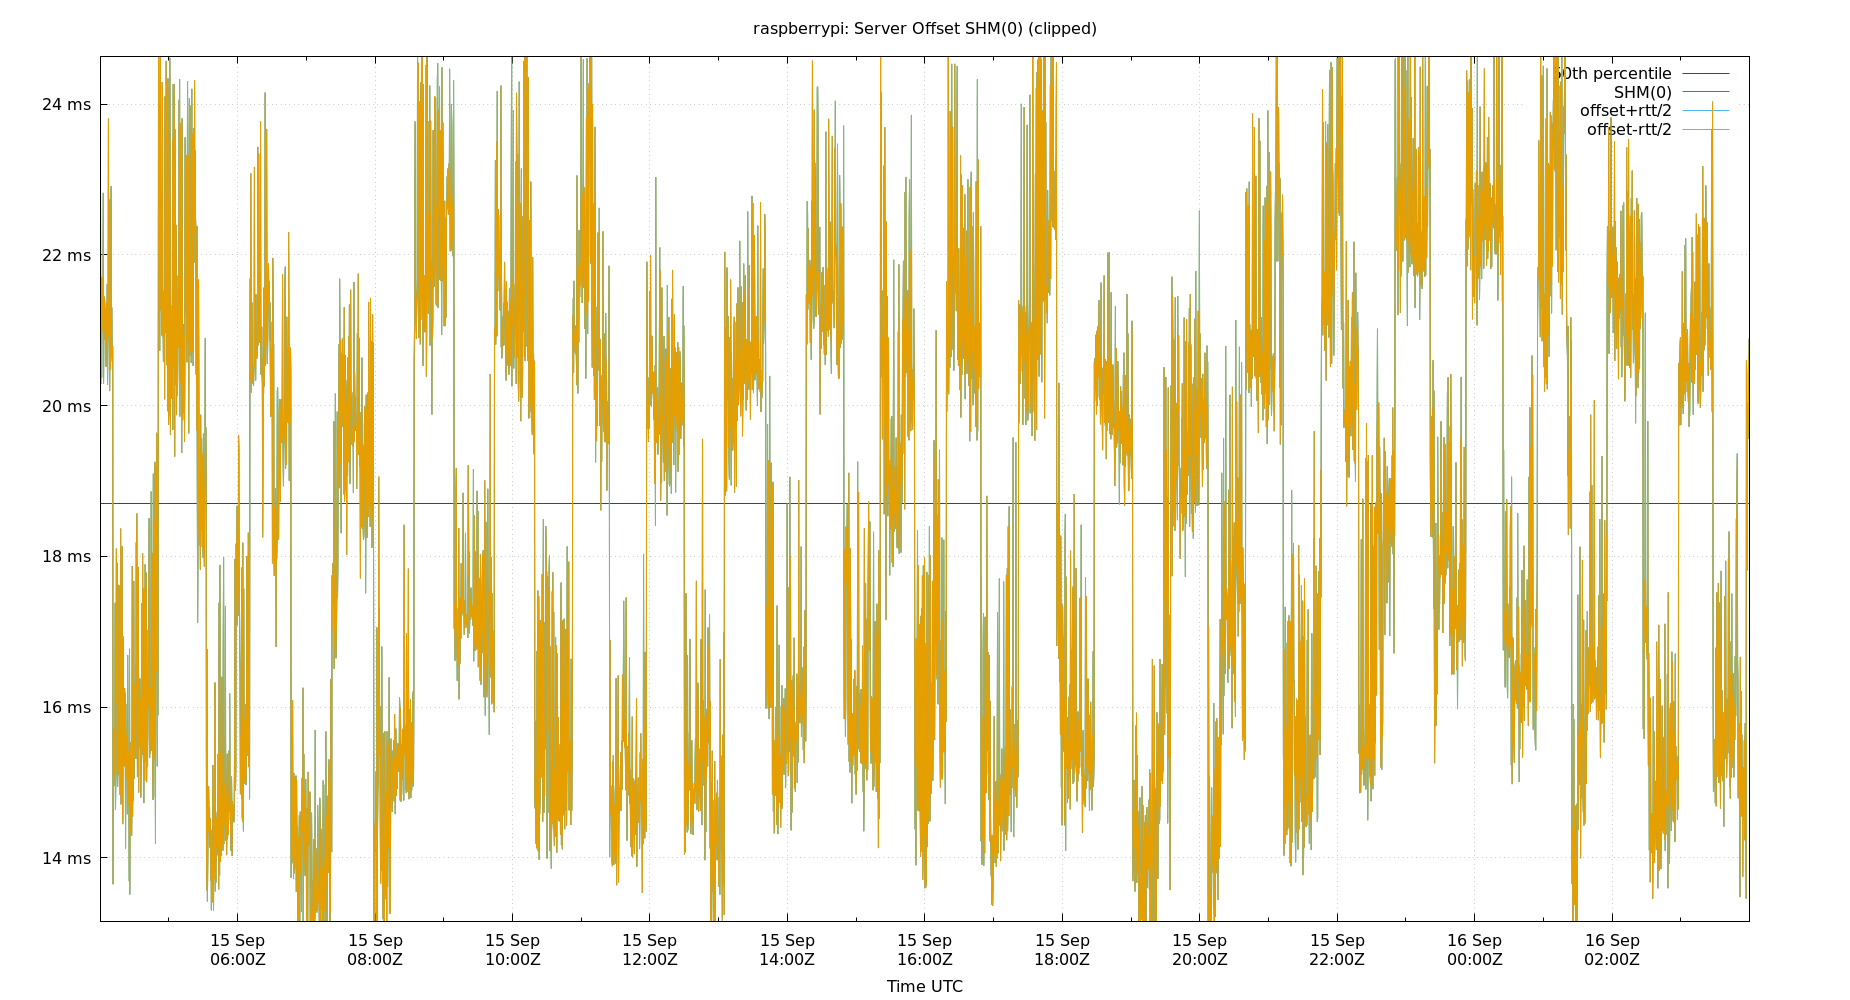 raspberrypi: Server Offset SHM(0) (clipped)
50th percentile
SHM(0)
offset+rtt/2
offset-rtt/2
24 ms
22 ms
20 ms
18 ms
16 ms
14 ms
15 Sep 15 Sep 15 Sep 15 Sep 15 Sep 15 Sep 15 Sep 15 Sep 15 Sep 16 Sep 16 Sep
06:00Z 08:00Z 10:00Z 12:00Z 14:00Z 16:00Z 18:00Z 20:00Z 22:00Z 00:00Z 02:00Z
Time UTC